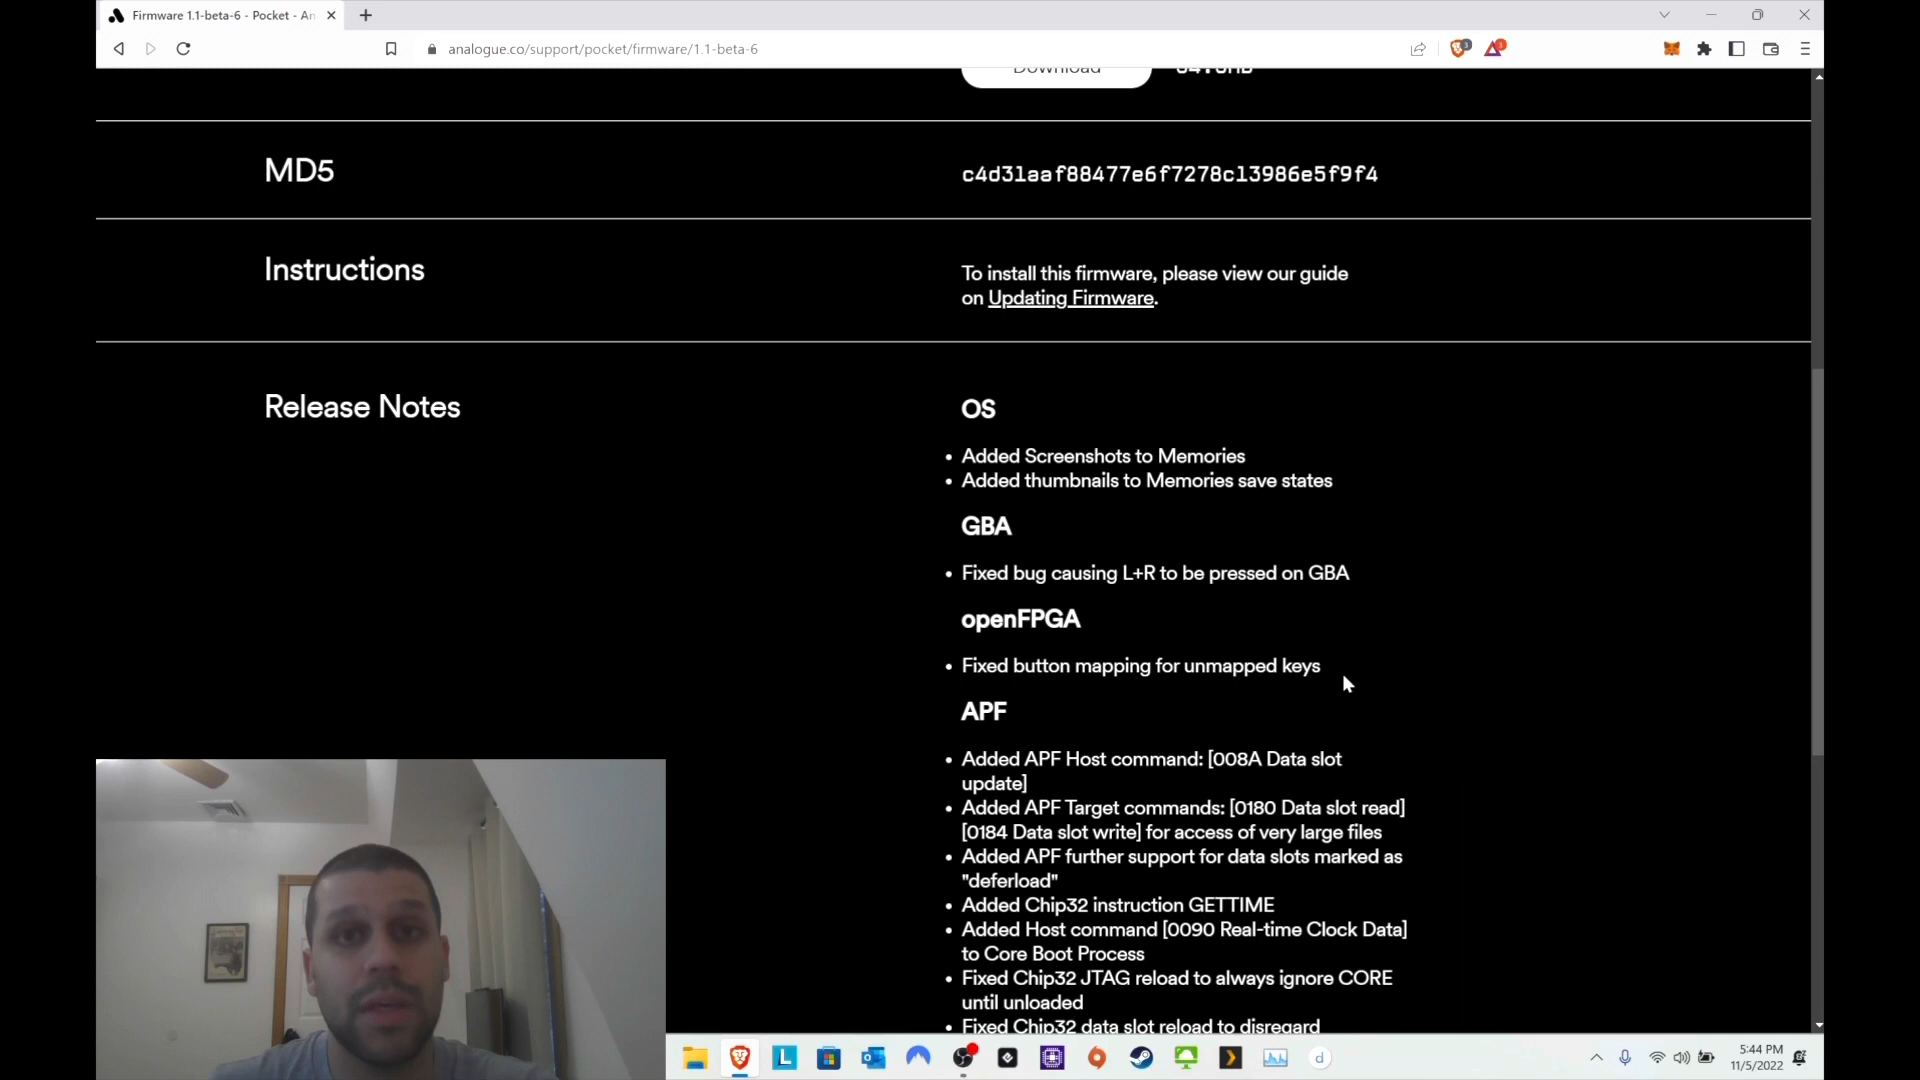 Firmware 1.1-beta-6 - Pocket - An
analogue.co/support/pocket/firmware/1.1-beta-6
Download
MD5
c4d31aaf88477e6f7278c13986e5f9f4
Instructions
To install this firmware, please view our guide
on Updating Firmware.
Release Notes
OS
• Added Screenshots to Memories
• Added thumbnails to Memories save states
GBA
• Fixed bug causing L+R to be pressed on GBA
openFPGA
• Fixed button mapping for unmapped keys
APF
• Added APF Host command: [008A Data slot
update]
• Added APF Target commands: [0180 Data slot read]
[0184 Data slot write] for access of very large files
• Added APF further support for data slots marked as
"deferload"
• Added Chip32 instruction GETTIME
• Added Host command [0090 Real-time Clock Data]
to Core Boot Process
• Fixed Chip32 JTAG reload to always ignore CORE
until unloaded
• Fixed Chip32 data slot reload to disregard
L
d
5:44 PM
11/5/2022